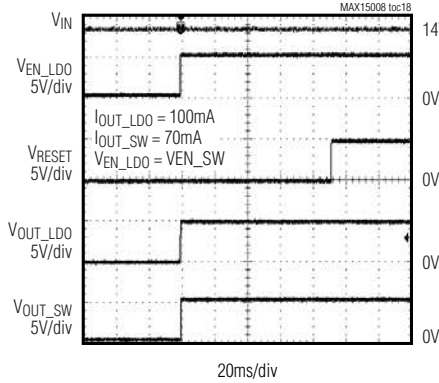 MAX15008 toc18
VIN
14
VEN_LDO
5V/div
0V
IOUT_LDO = 100mA
IOUT_SW = 70mA
VEN_LDO = VEN_SW
VRESET
5V/div
0V
VOUT_LDO
5V/div
0V
VOUT_SW
5V/div
0V
20ms/div